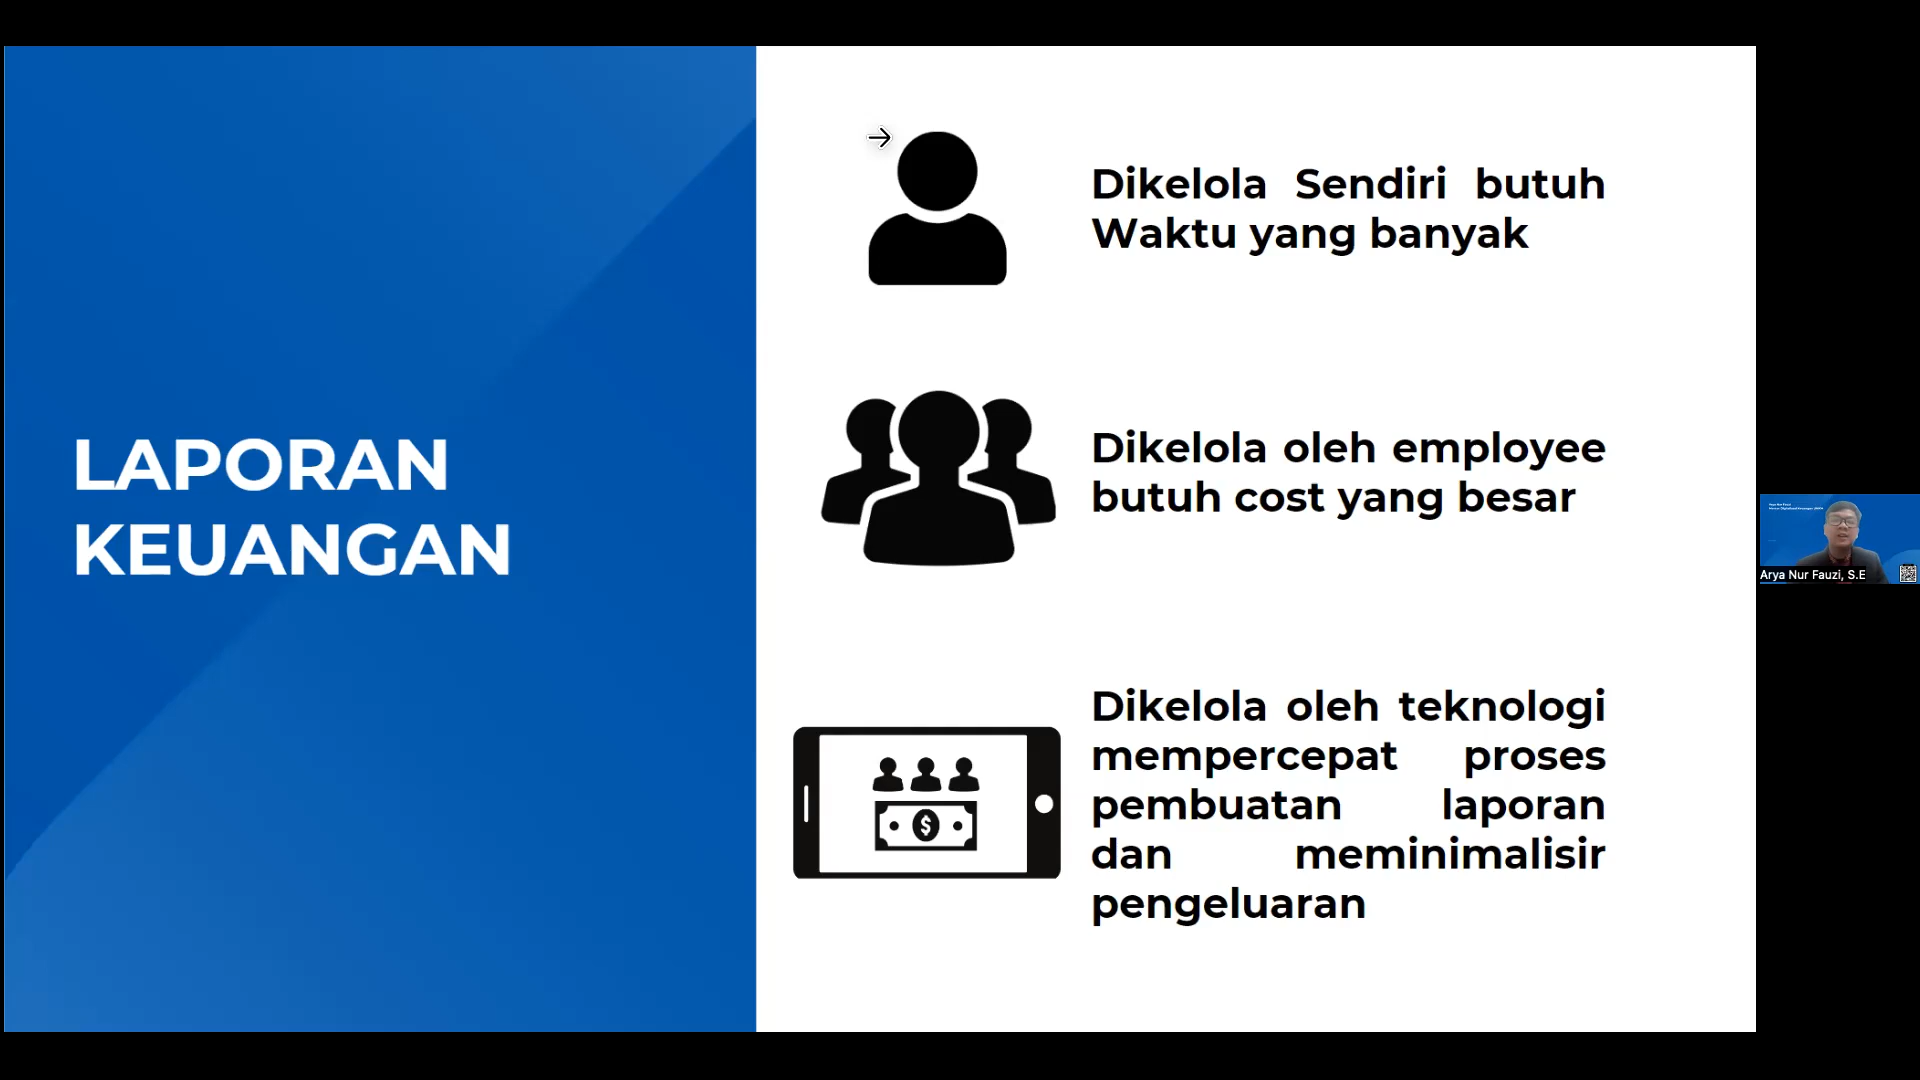 LAPORAN
KEUANGAN
Dikelola Sendiri butuh
Waktu yang banyak
Dikelola oleh employee
butuh cost yang besar
Dikelola oleh teknologi
mempercepat proses
pembuatan laporan
dan meminimalisir
pengeluaran
$
Arya Nur Fauzi, S.E